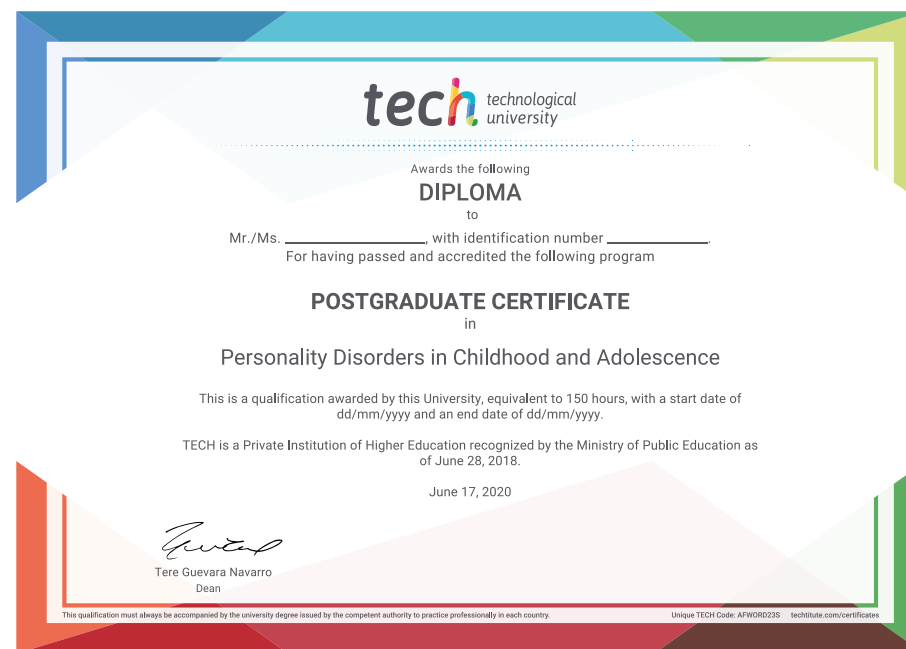 tech technological
university
Awards the following
DIPLOMA
to
Mr./Ms. ____________________, with identification number ______________.
For having passed and accredited the following program
POSTGRADUATE CERTIFICATE
in
Personality Disorders in Childhood and Adolescence
This is a qualification awarded by this University, equivalent to 150 hours, with a start date of
dd/mm/yyyy and an end date of dd/mm/yyyy.
TECH is a Private Institution of Higher Education recognized by the Ministry of Public Education as
of June 28, 2018.
June 17, 2020
Tere Guevara Navarro
Dean
This qualification must always be accompanied by the university degree issued by the competent authority to practice professionally in each country.
Unique TECH Code: AFWORD23S techtitute.com/certificates